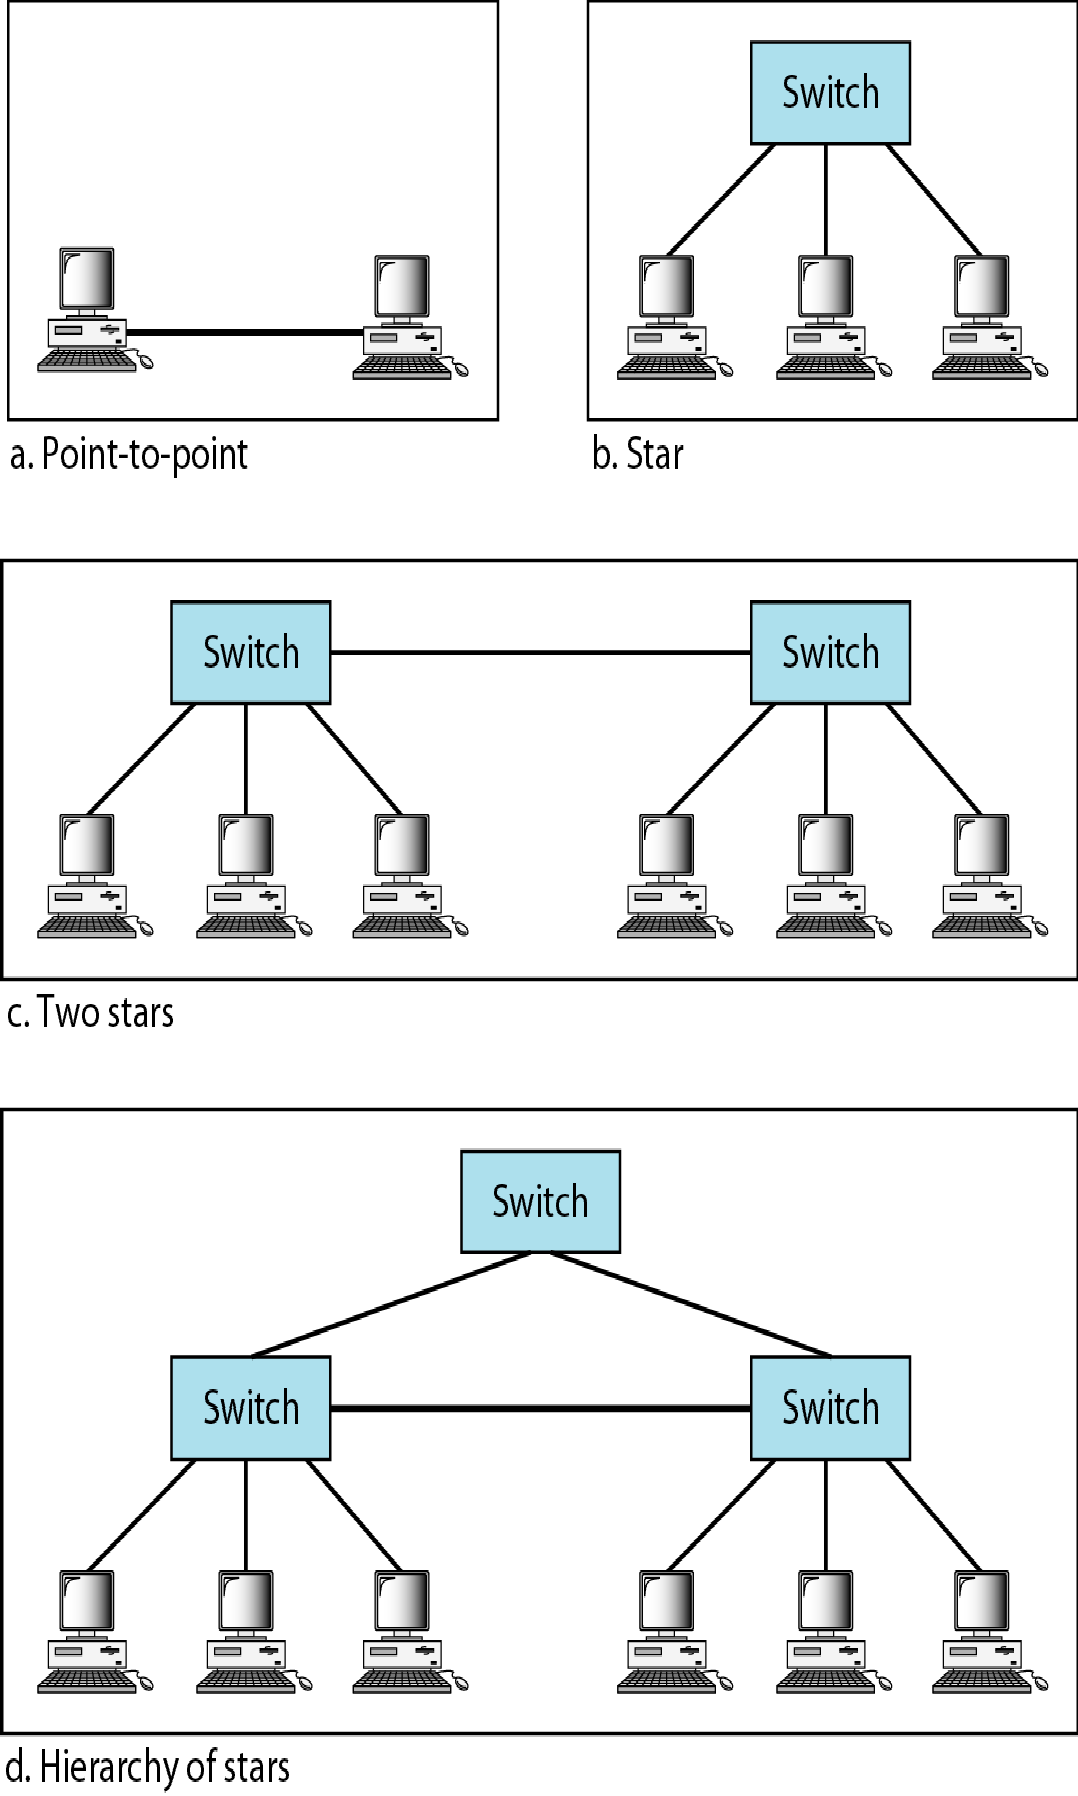 Switch
a. Point-to-point
b. Star
Switch
Switch
c. Two stars
Switch
Switch
Switch
d. Hierarchy of stars